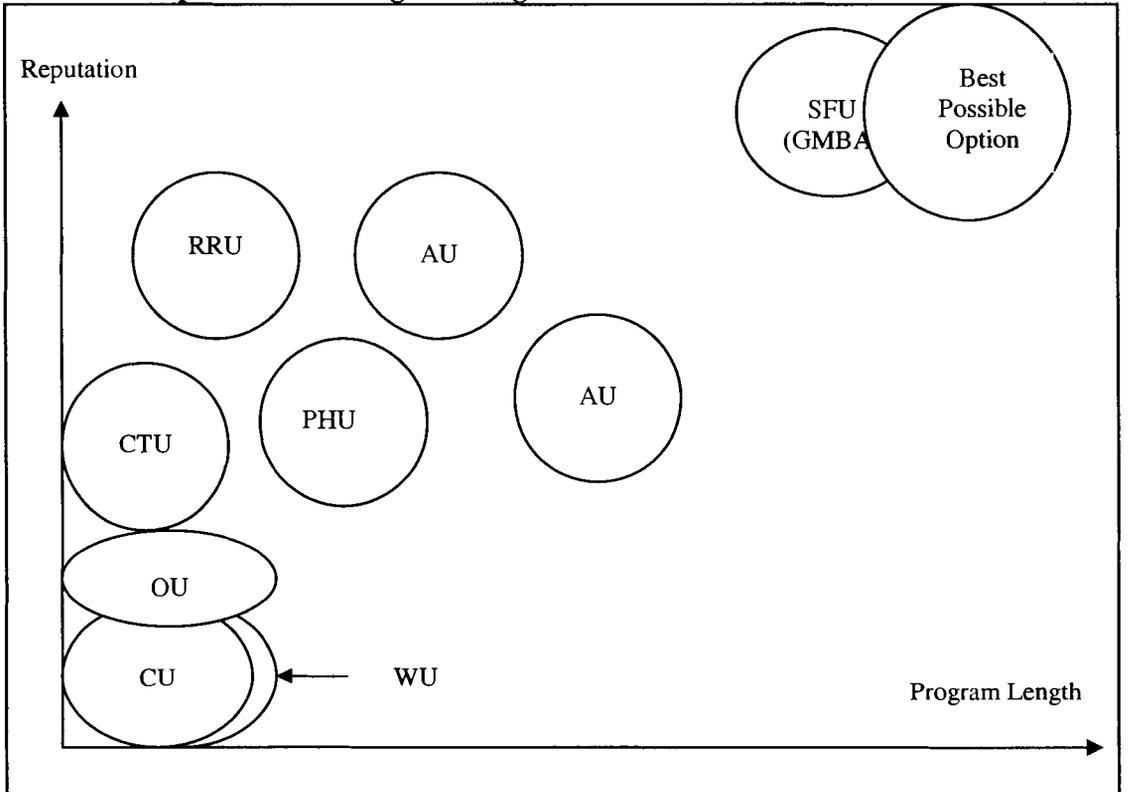 Reputation
Best
Possible
Option
SFU
(GMBA
RRU
AU
AU
PHU
CTU
OU
CU
WU
Program Length